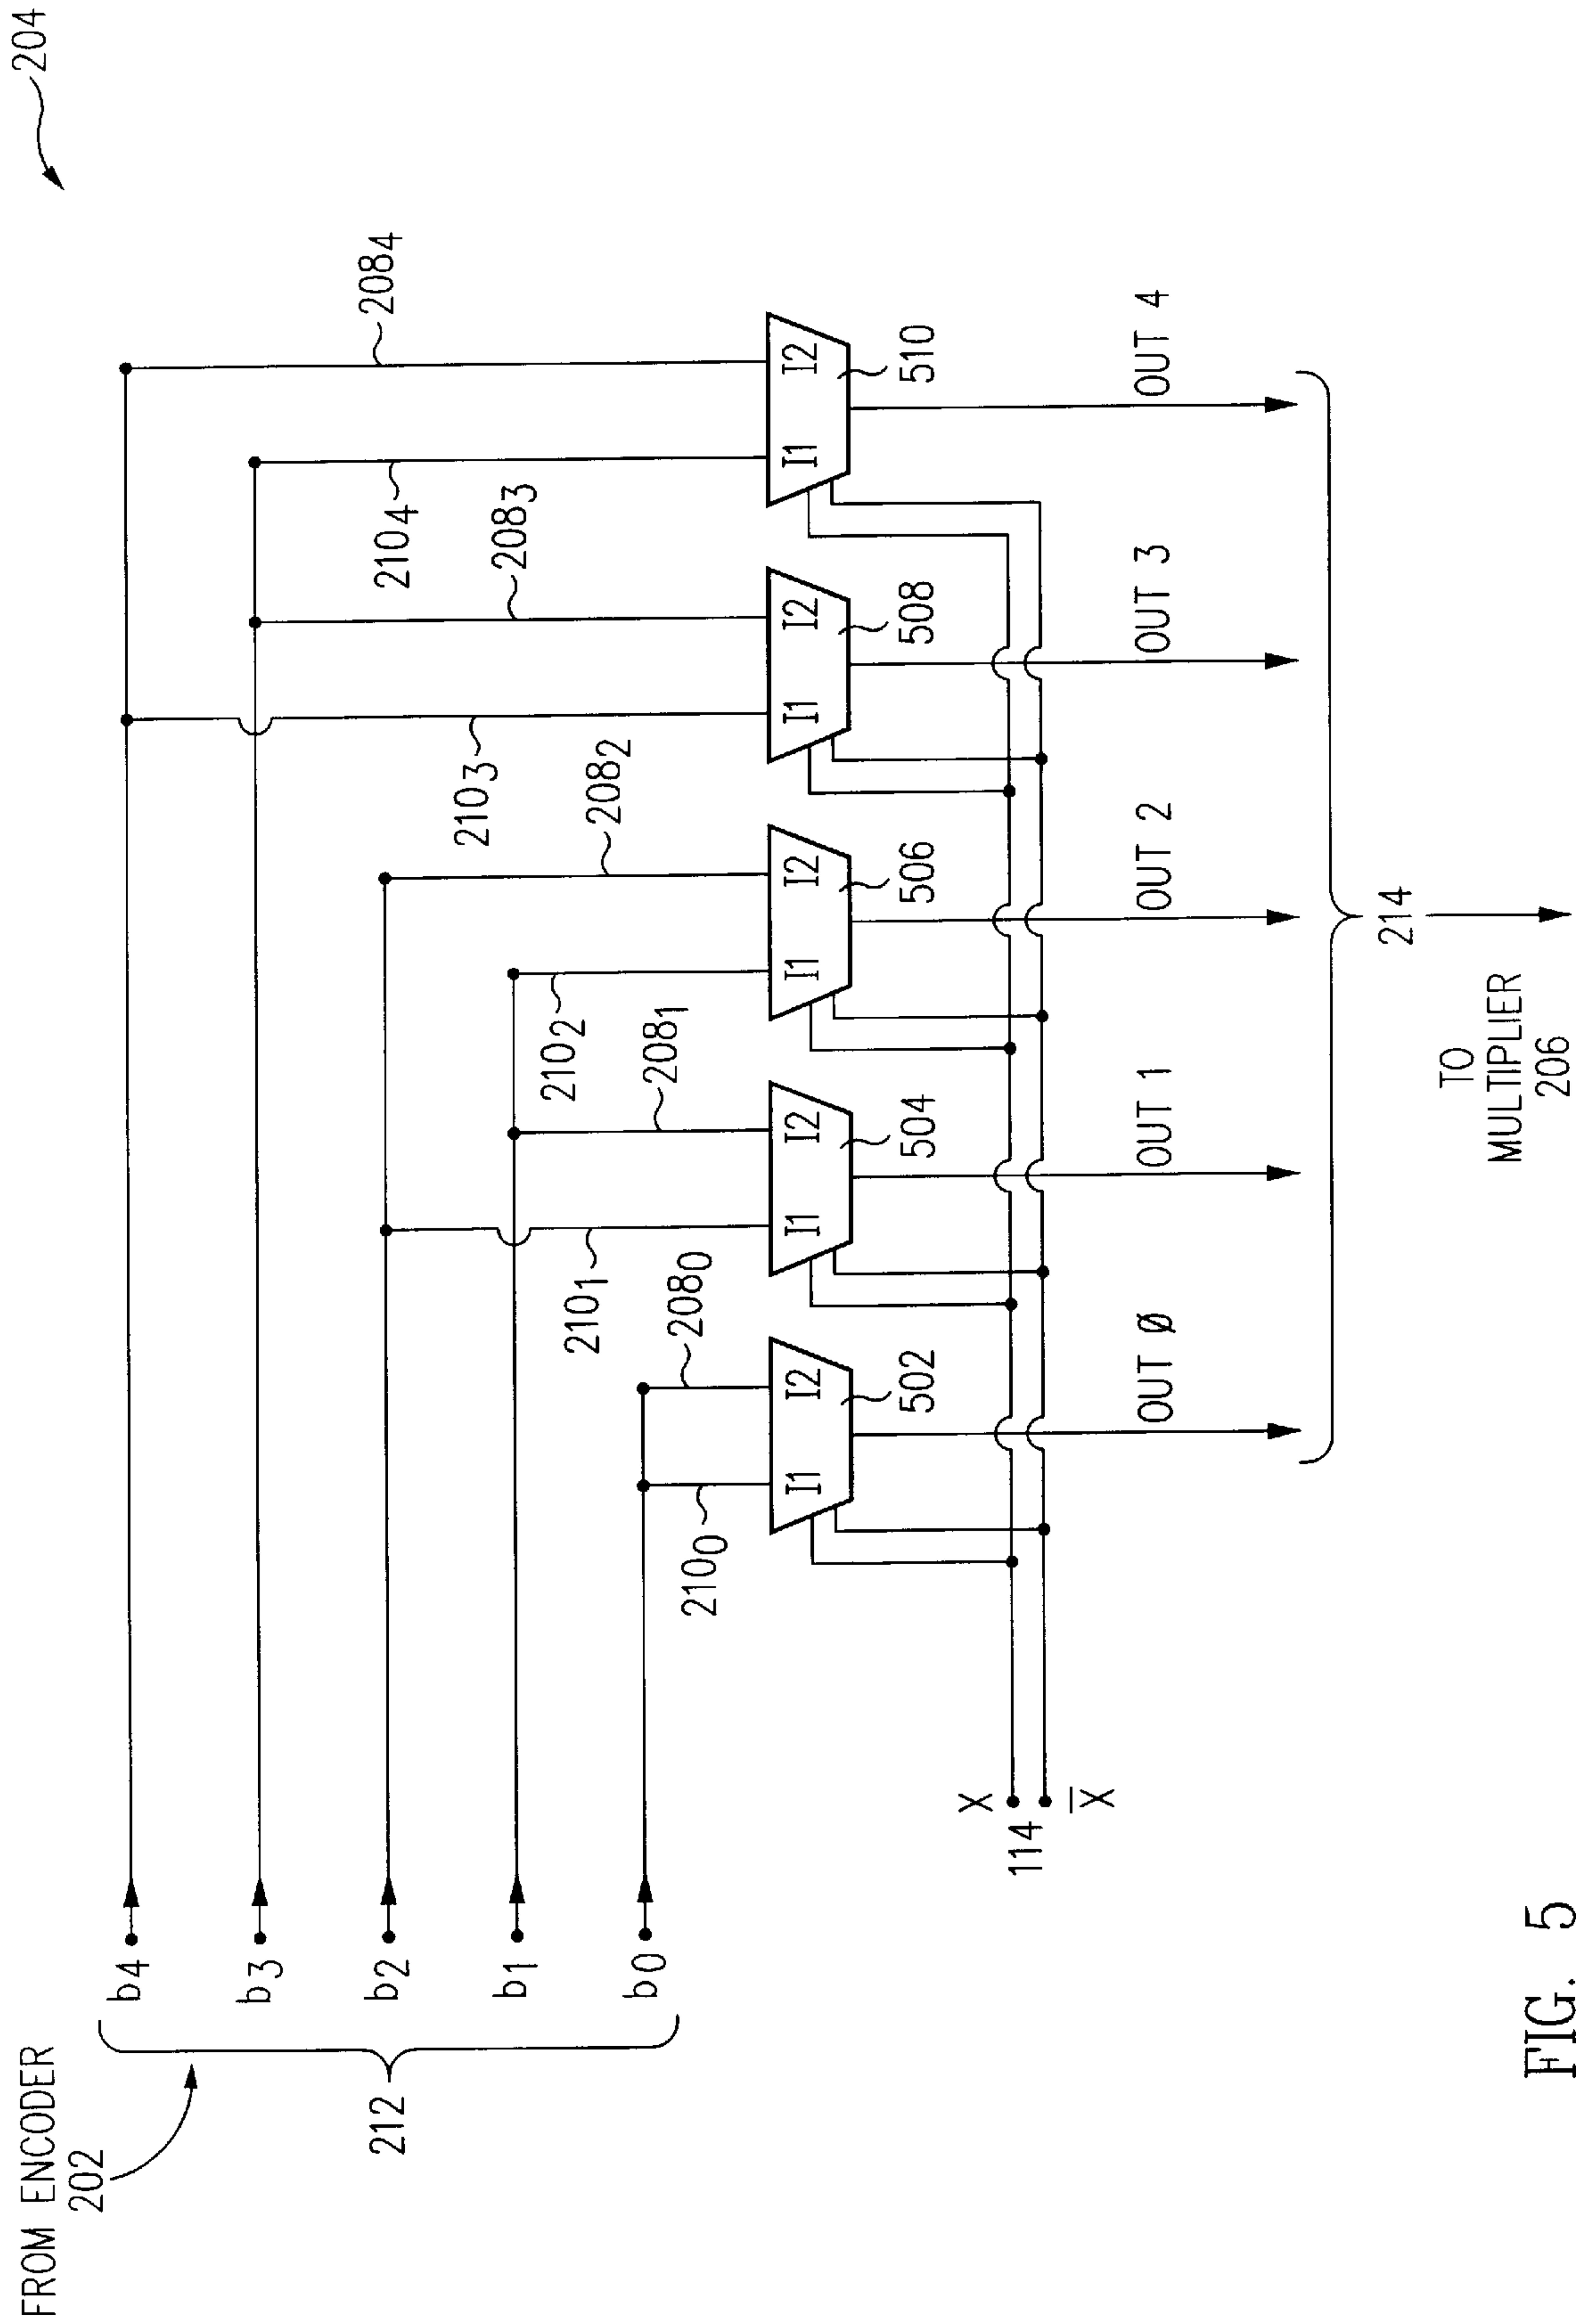 204
FROM ENCODER
202
212
b4
b3
b2
b1
b0
2084
2104
2083
2103
2082
2102
2081
2101
2080
2100
I1 I2
502
I1 I2
504
I1 I2
506
I1 I2
508
I1 I2
510
X
114
X̅
OUT Ø
OUT 1
OUT 2
OUT 3
OUT 4
214
TO
MULTIPLIER
206
FIG. 5